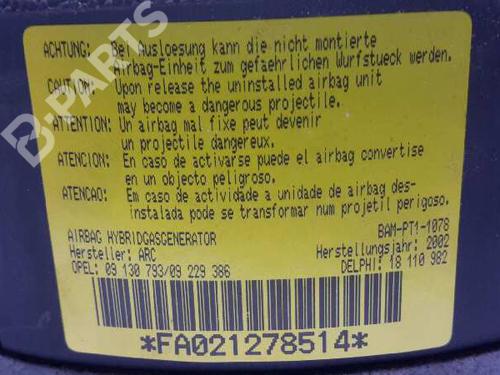 ACHTUNG: Bei Ausloesung kann die nicht montierte
Airbag-Einheit zum gefaehrlichen Wurfstueck werden.
CAUTION: Upon release the uninstalled airbag unit
may become a dangerous projectile.
ATTENTION: Un airbag mal fixe peut devenir
un projectile dangereux.
ATENCION: En caso de activarse puede el airbag convertise
en un objecto peligroso.
ATENCAO: Em caso de actividade a unidade de airbag des-
instalada pode se transformar num projetil perigoso.
AIRBAG HYBRIDGASGENERATOR BAM-PT1-1078
Hersteller: ARC Herstellungsjahr: 2002
OPEL: 09 130 793/09 229 386 DELPHI: 18 110 982
*FA021278514*
B-PARTS